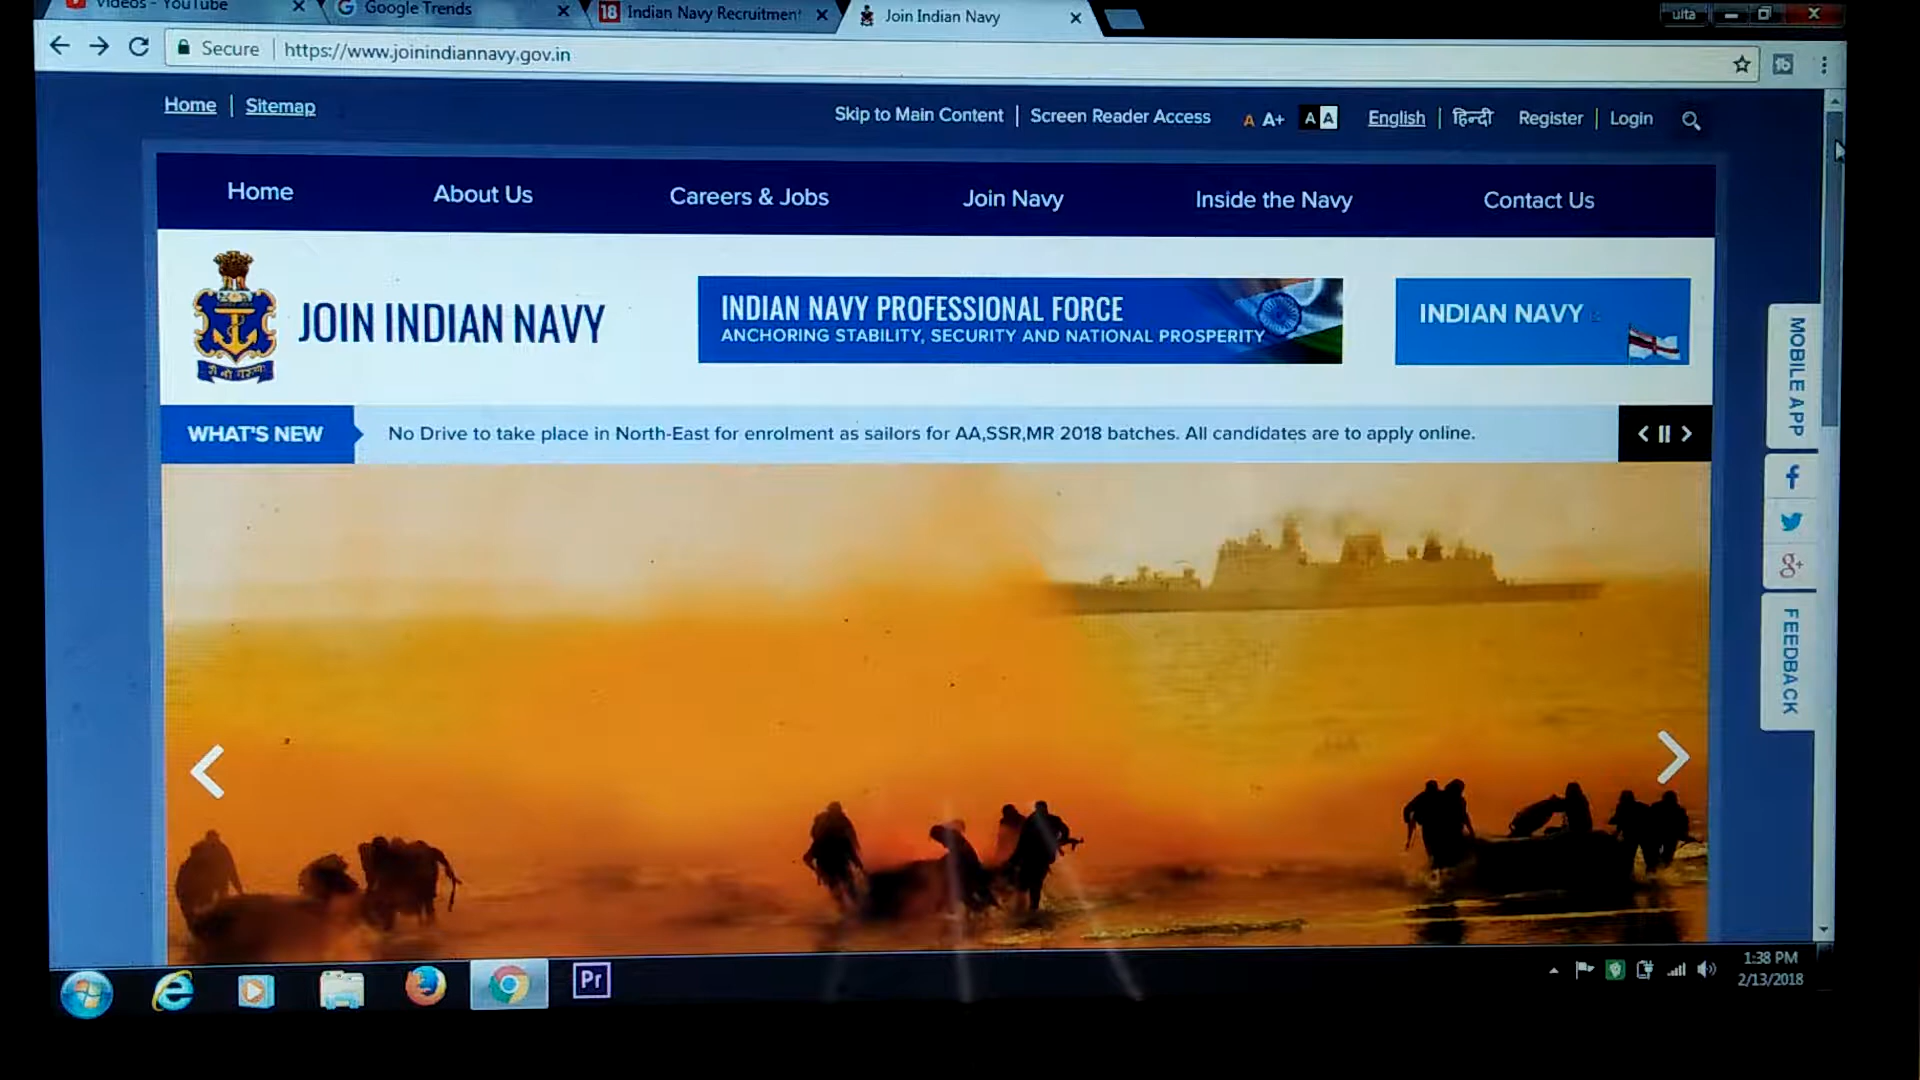 Videos - YouTube
Google Trends
18 Indian Navy Recruitment
Join Indian Navy
ulta
Secure | https://www.joinindiannavy.gov.in
Home | Sitemap
Skip to Main Content | Screen Reader Access A A+ A A English | हिन्दी Register | Login
Home About Us Careers & Jobs Join Navy Inside the Navy Contact Us
JOIN INDIAN NAVY
INDIAN NAVY PROFESSIONAL FORCE
ANCHORING STABILITY, SECURITY AND NATIONAL PROSPERITY
INDIAN NAVY
WHAT'S NEW
No Drive to take place in North-East for enrolment as sailors for AA,SSR,MR 2018 batches. All candidates are to apply online.
MOBILE APP
FEEDBACK
Pr
1:38 PM
2/13/2018